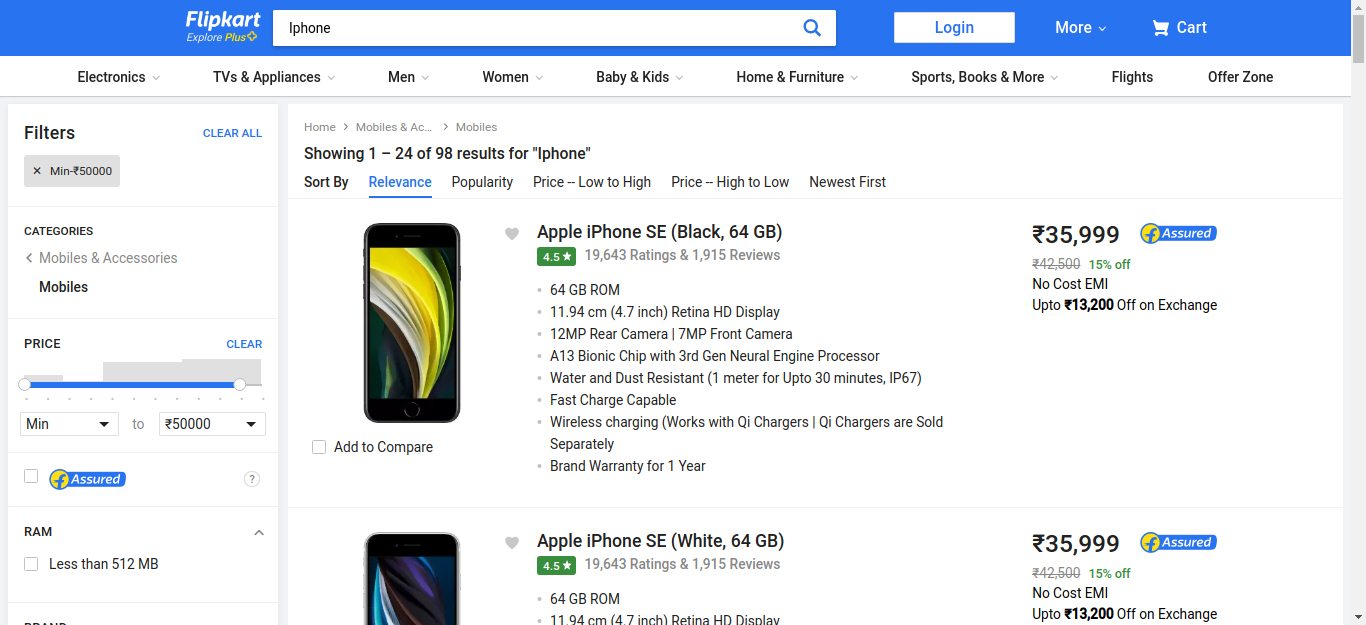 Flipkart
Explore Plus
Iphone
Login
More
Cart
Electronics
TVs & Appliances
Men
Women
Baby & Kids
Home & Furniture
Sports, Books & More
Flights
Offer Zone
Filters
CLEAR ALL
✕ Min-₹50000
CATEGORIES
Mobiles & Accessories
Mobiles
PRICE
CLEAR
Min
to
₹50000
Assured
?
RAM
Less than 512 MB
Home
Mobiles & Ac...
Mobiles
Showing 1 – 24 of 98 results for "Iphone"
Sort By
Relevance
Popularity
Price -- Low to High
Price -- High to Low
Newest First
Apple iPhone SE (Black, 64 GB)
4.5 ★
19,643 Ratings & 1,915 Reviews
64 GB ROM
11.94 cm (4.7 inch) Retina HD Display
12MP Rear Camera | 7MP Front Camera
A13 Bionic Chip with 3rd Gen Neural Engine Processor
Water and Dust Resistant (1 meter for Upto 30 minutes, IP67)
Fast Charge Capable
Wireless charging (Works with Qi Chargers | Qi Chargers are Sold
Separately
Brand Warranty for 1 Year
Add to Compare
₹35,999
Assured
₹42,500 15% off
No Cost EMI
Upto ₹13,200 Off on Exchange
Apple iPhone SE (White, 64 GB)
4.5 ★
19,643 Ratings & 1,915 Reviews
64 GB ROM
11.94 cm (4.7 inch) Retina HD Display
₹35,999
Assured
₹42,500 15% off
No Cost EMI
Upto ₹13,200 Off on Exchange